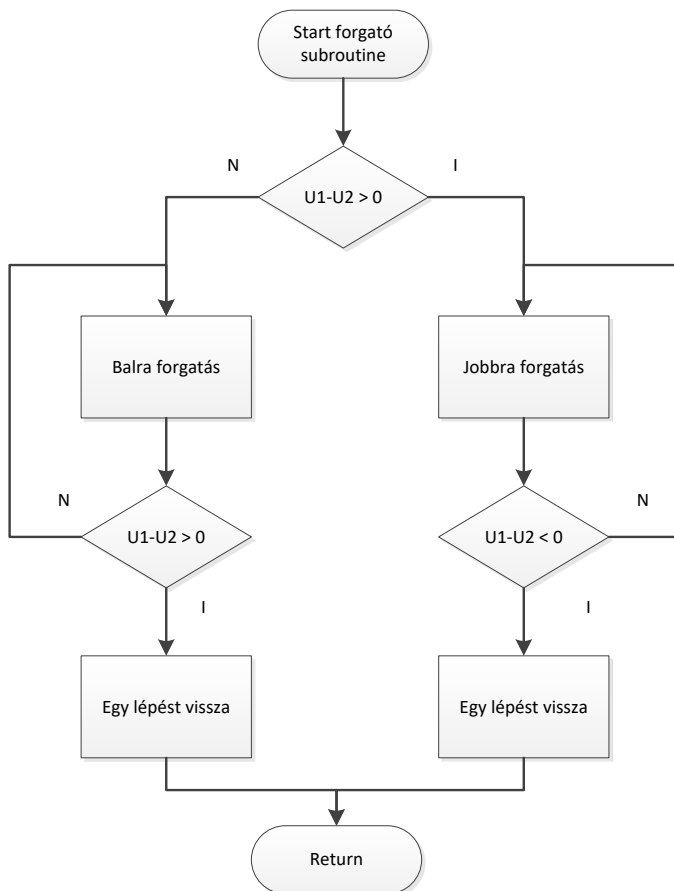 Start forgató
subroutine
N
I
U1-U2 > 0
Balra forgatás
Jobbra forgatás
N
U1-U2 > 0
U1-U2 < 0
N
I
I
Egy lépést vissza
Egy lépést vissza
Return